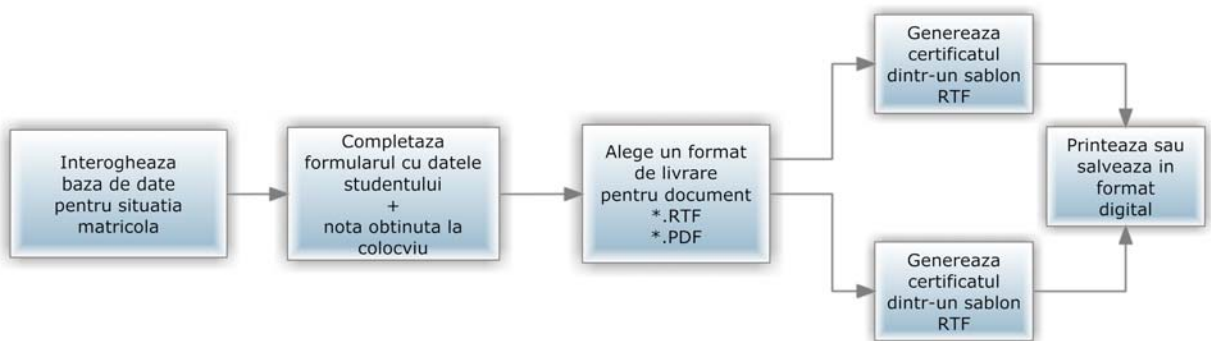 Interogheaza
baza de date
pentru situatia
matricola
Completaza
formularul cu datele
studentului
+
nota obtinuta la
colocviu
Alege un format
de livrare
pentru document
*.RTF
*.PDF
Genereaza
certificatul
dintr-un sablon
RTF
Genereaza
certificatul
dintr-un sablon
RTF
Printeaza sau
salveaza in
format
digital